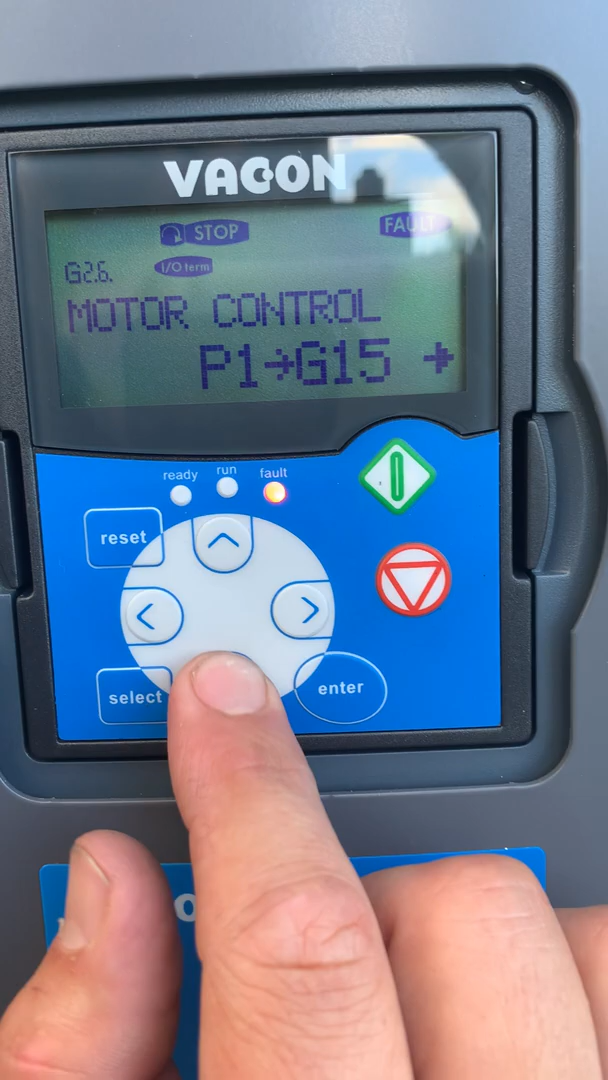 VACON
STOP FAULT
G2.6. I/O term
MOTOR CONTROL
P1→G15
ready run fault
reset
select enter